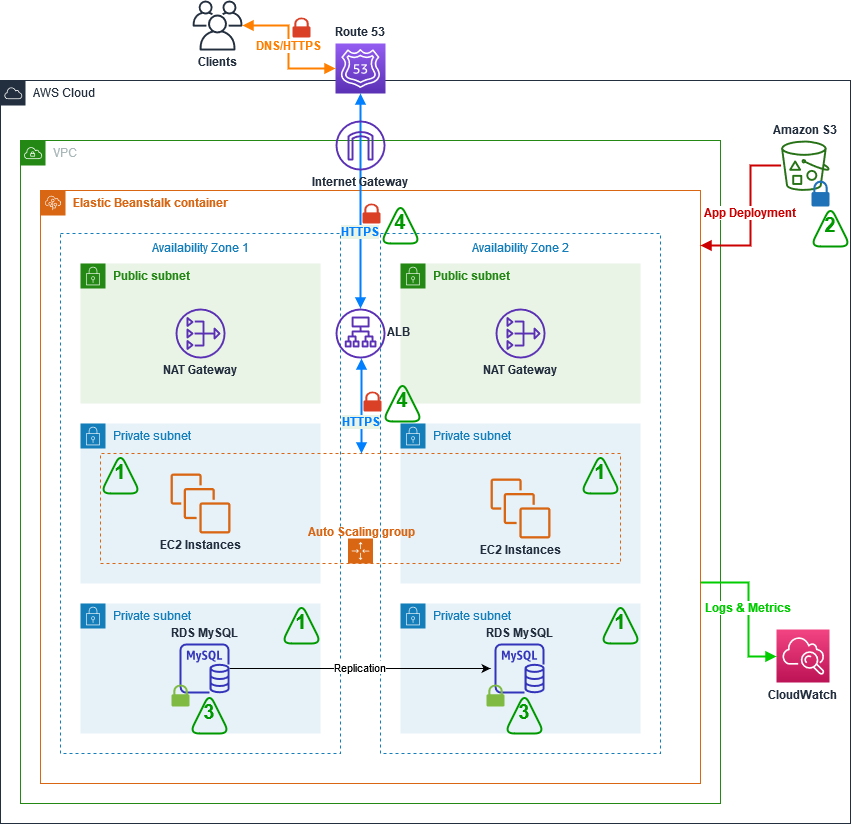 Clients
DNS/HTTPS
Route 53
53
AWS Cloud
VPC
Internet Gateway
Amazon S3
Elastic Beanstalk container
App Deployment
2
HTTPS
4
Availability Zone 1
Availability Zone 2
Public subnet
Public subnet
NAT Gateway
ALB
NAT Gateway
HTTPS
4
Private subnet
Private subnet
1
1
EC2 Instances
Auto Scaling group
EC2 Instances
Logs & Metrics
Private subnet
1
Private subnet
1
RDS MySQL
RDS MySQL
MySQL
Replication
MySQL
3
3
CloudWatch